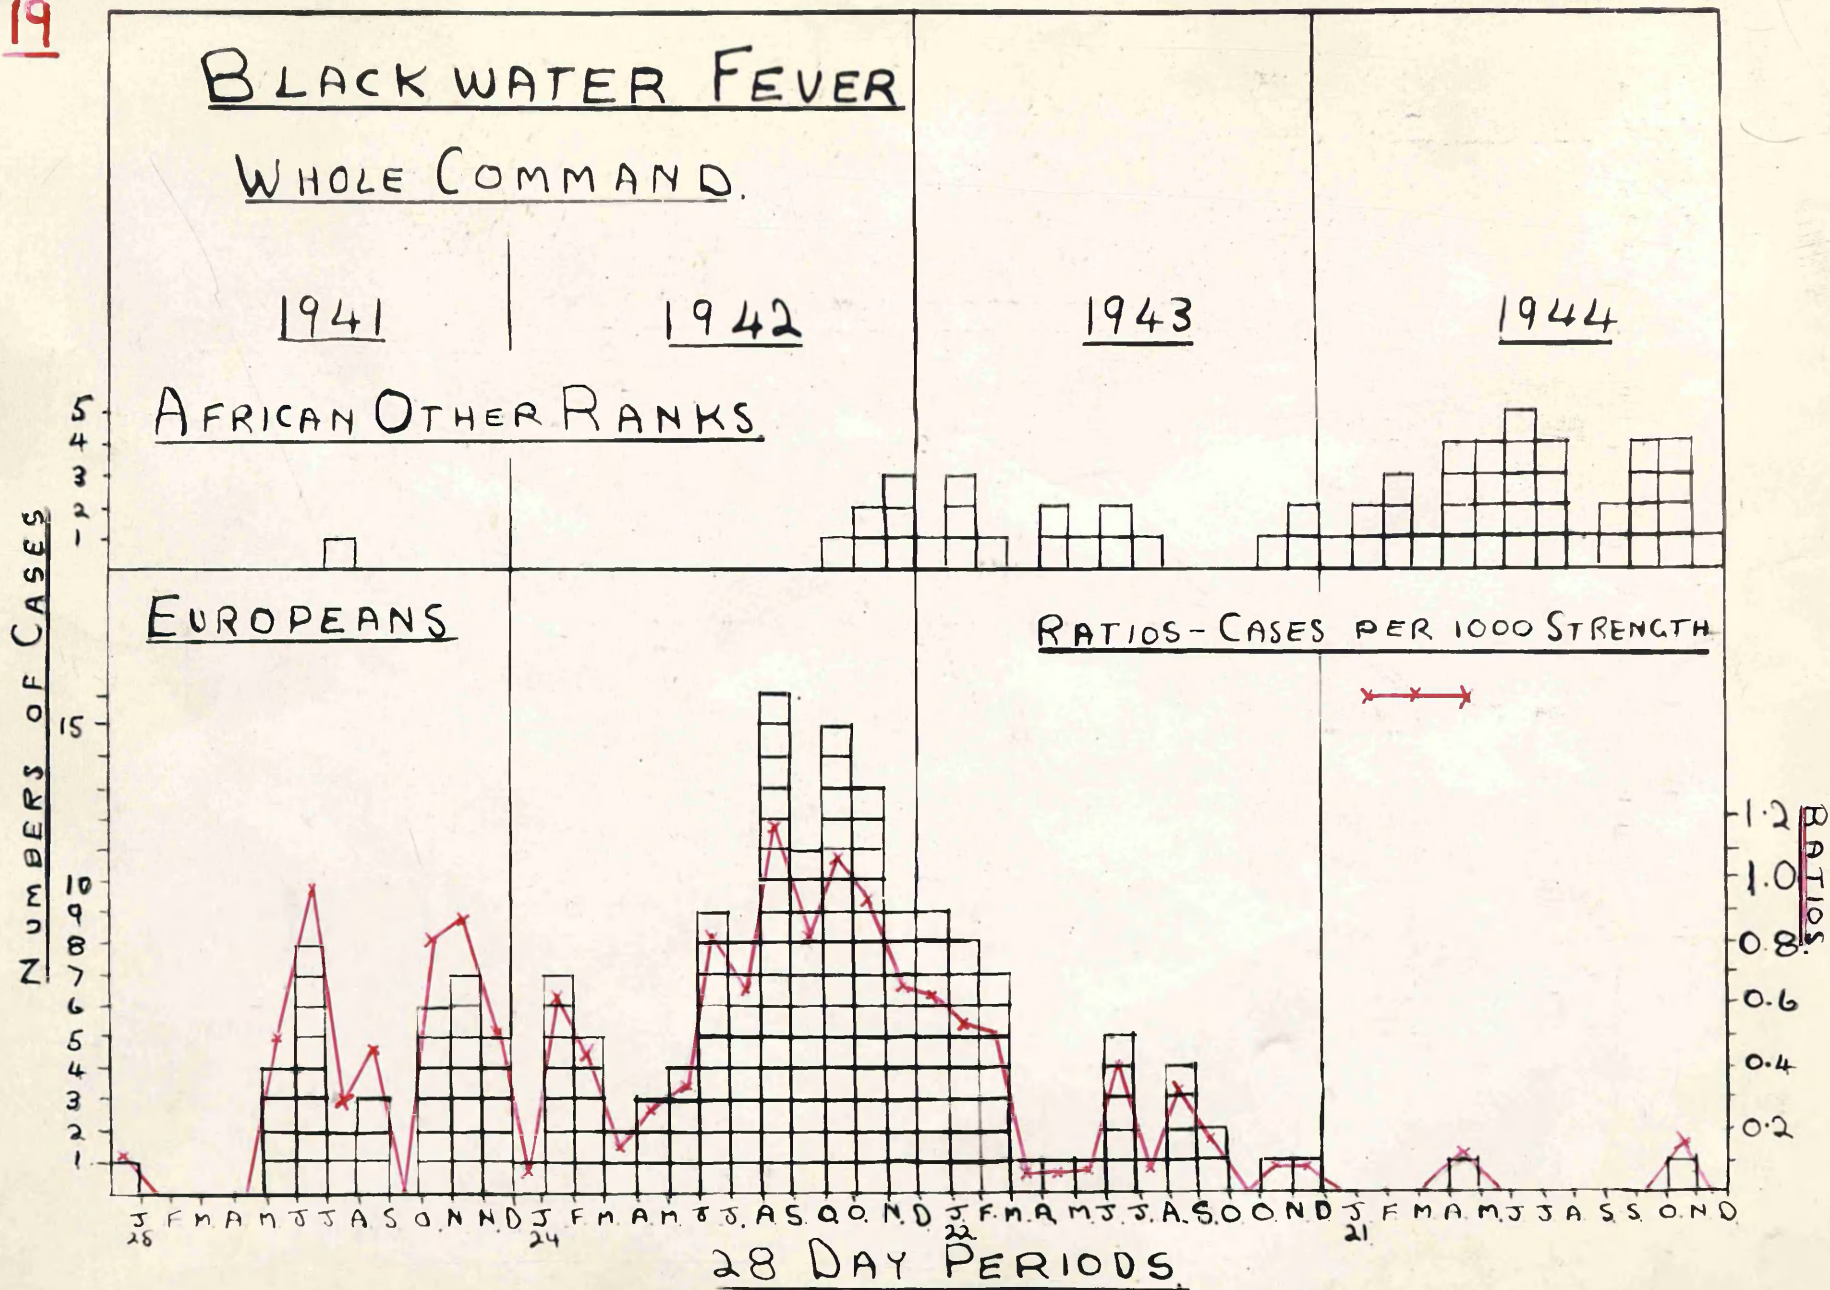 19
BLACKWATER FEVER
WHOLE COMMAND.
1941 1942 1943 1944
AFRICAN OTHER RANKS
5
4
3
2
1
NUMBERS OF CASES
EUROPEANS
RATIOS - CASES PER 1000 STRENGTH
15
10
9
8
7
6
5
4
3
2
1
1.2
1.0
0.8
0.6
0.4
0.2
RATIOS.
J F M A M J J A S O N N D J F M. A. M. J J. A S. O. O. N. D J. F. M. A. M. J. J. A. S. O O. N D J. F. M A. M. J J A S S. O. N D.
28 24 22 21.
28 DAY PERIODS.